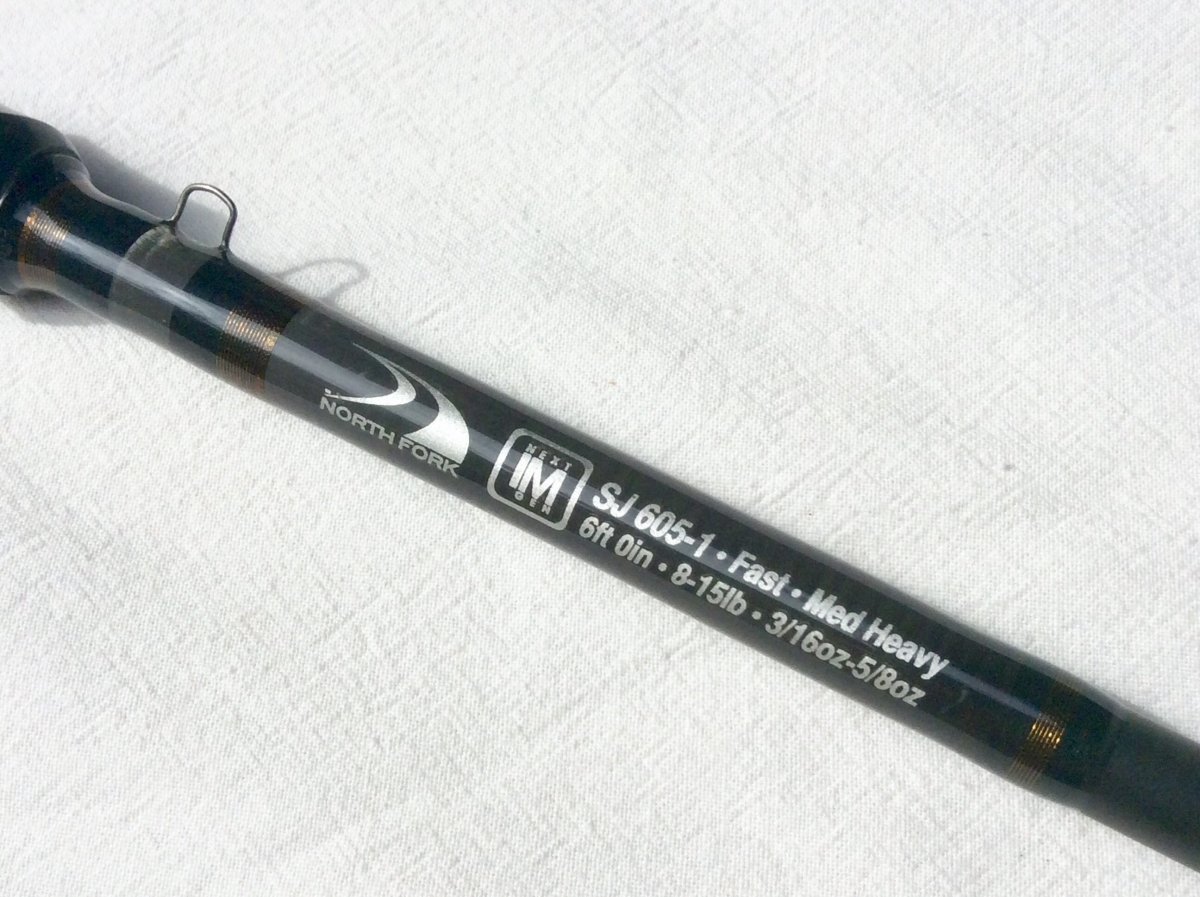 NORTH FORK
NEXT
IM
GEN
SJ 605-1 • Fast • Med Heavy
6ft 0in • 8-15lb • 3/16oz-5/8oz